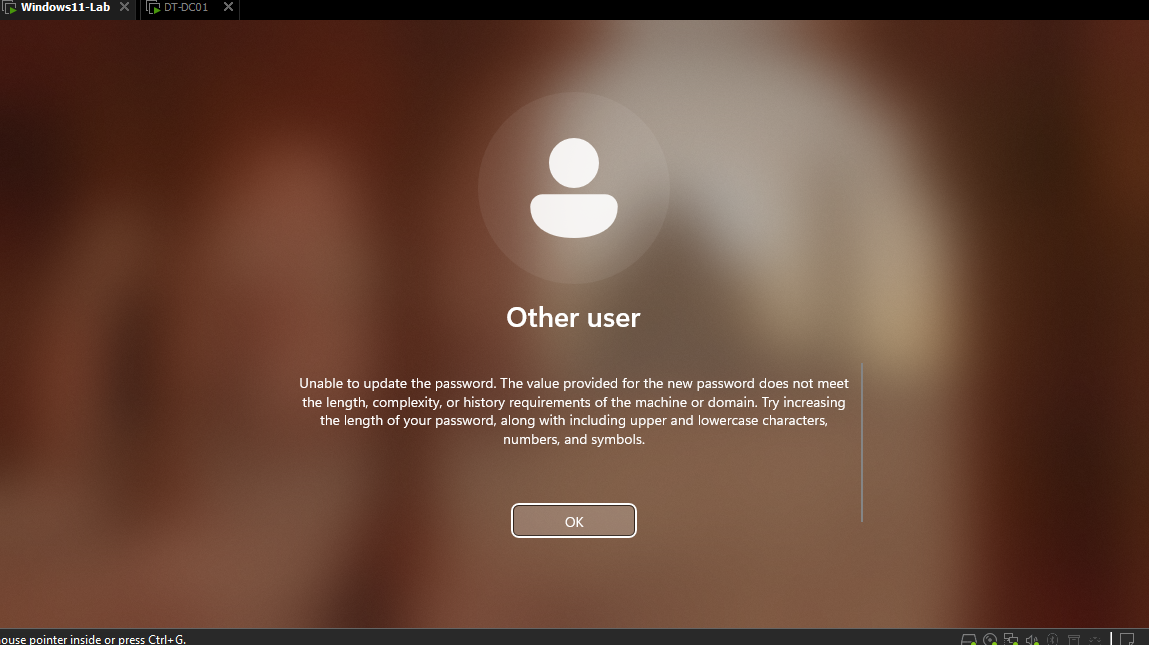 Windows11-Lab
DT-DC01
Other user
Unable to update the password. The value provided for the new password does not meet
the length, complexity, or history requirements of the machine or domain. Try increasing
the length of your password, along with including upper and lowercase characters,
numbers, and symbols.
OK
ouse pointer inside or press Ctrl+G.